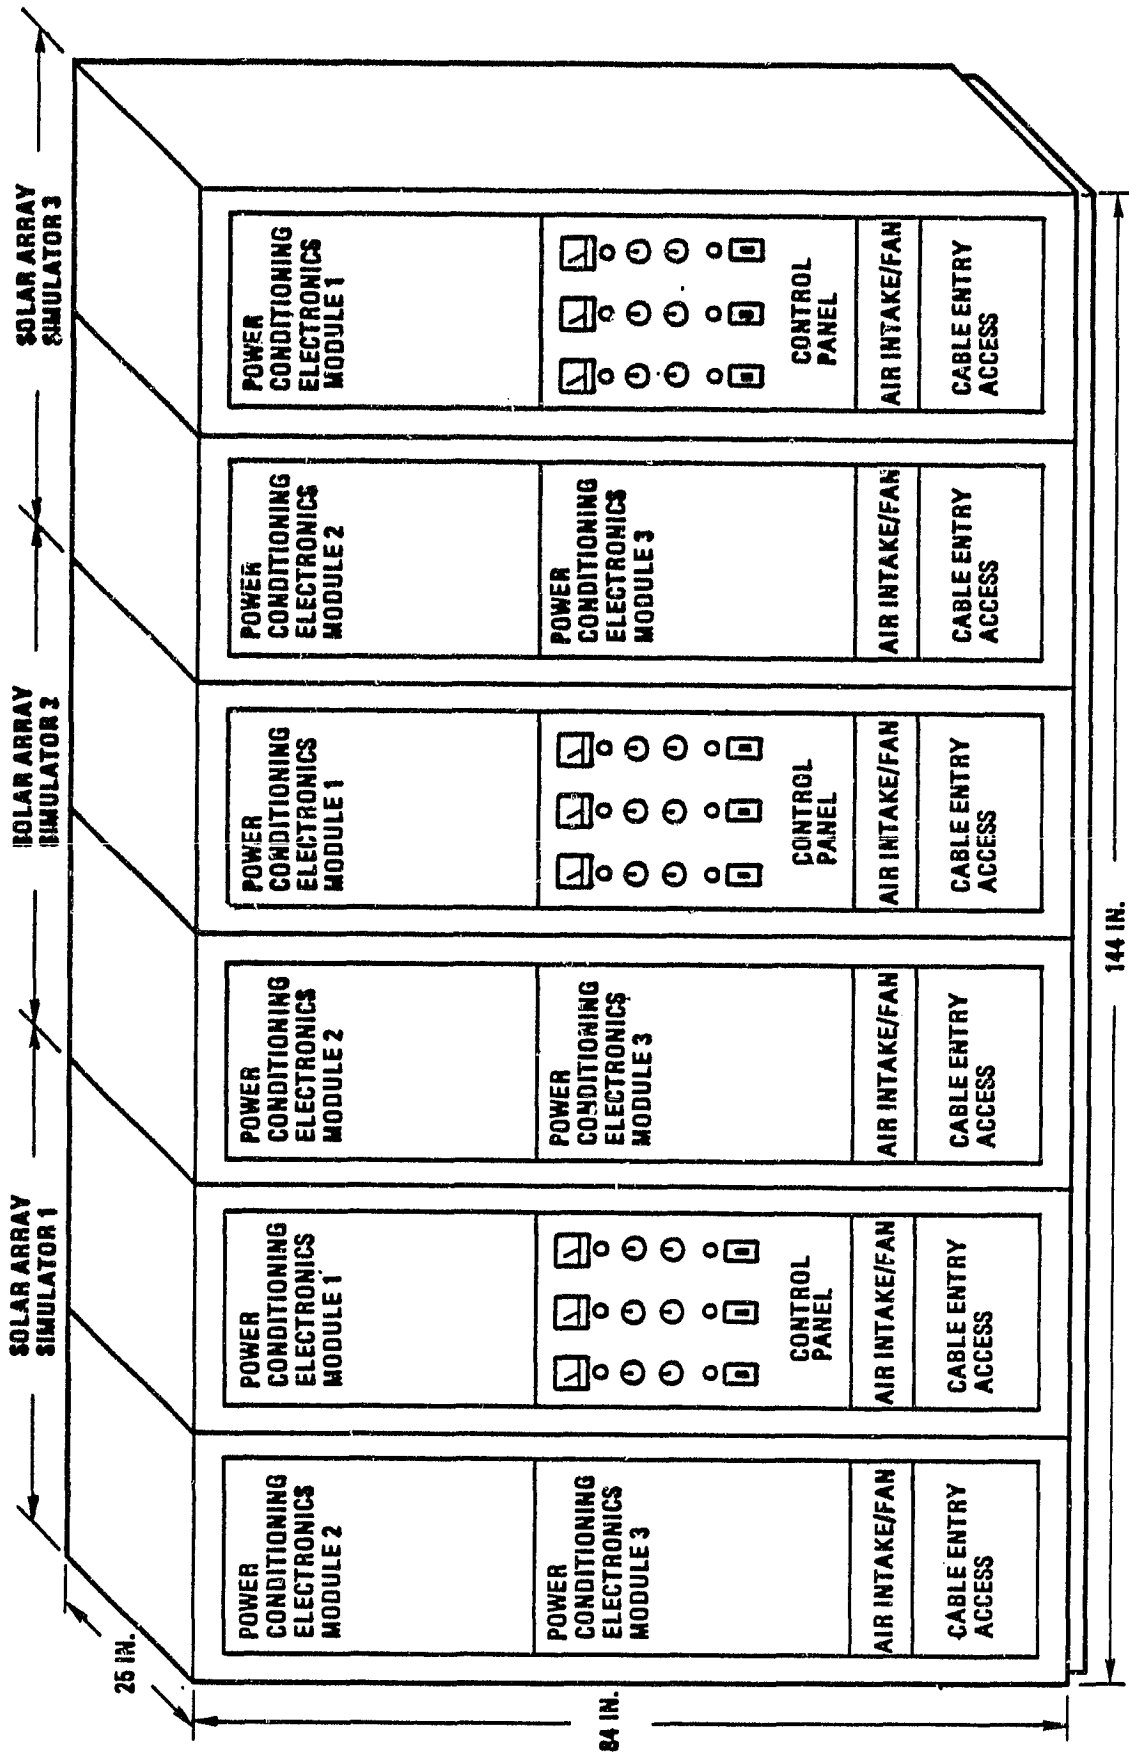 SOLAR ARRAY
SIMULATOR 1
SOLAR ARRAY
SIMULATOR 2
SOLAR ARRAY
SIMULATOR 3
25 IN.
84 IN.
POWER
CONDITIONING
ELECTRONICS
MODULE 2
POWER
CONDITIONING
ELECTRONICS
MODULE 3
AIR INTAKE/FAN
CABLE ENTRY
ACCESS
POWER
CONDITIONING
ELECTRONICS
MODULE 1
CONTROL
PANEL
AIR INTAKE/FAN
CABLE ENTRY
ACCESS
POWER
CONDITIONING
ELECTRONICS
MODULE 2
POWER
CONDITIONING
ELECTRONICS
MODULE 3
AIR INTAKE/FAN
CABLE ENTRY
ACCESS
POWER
CONDITIONING
ELECTRONICS
MODULE 1
CONTROL
PANEL
AIR INTAKE/FAN
CABLE ENTRY
ACCESS
POWER
CONDITIONING
ELECTRONICS
MODULE 2
POWER
CONDITIONING
ELECTRONICS
MODULE 3
AIR INTAKE/FAN
CABLE ENTRY
ACCESS
POWER
CONDITIONING
ELECTRONICS
MODULE 1
CONTROL
PANEL
AIR INTAKE/FAN
CABLE ENTRY
ACCESS
144 IN.